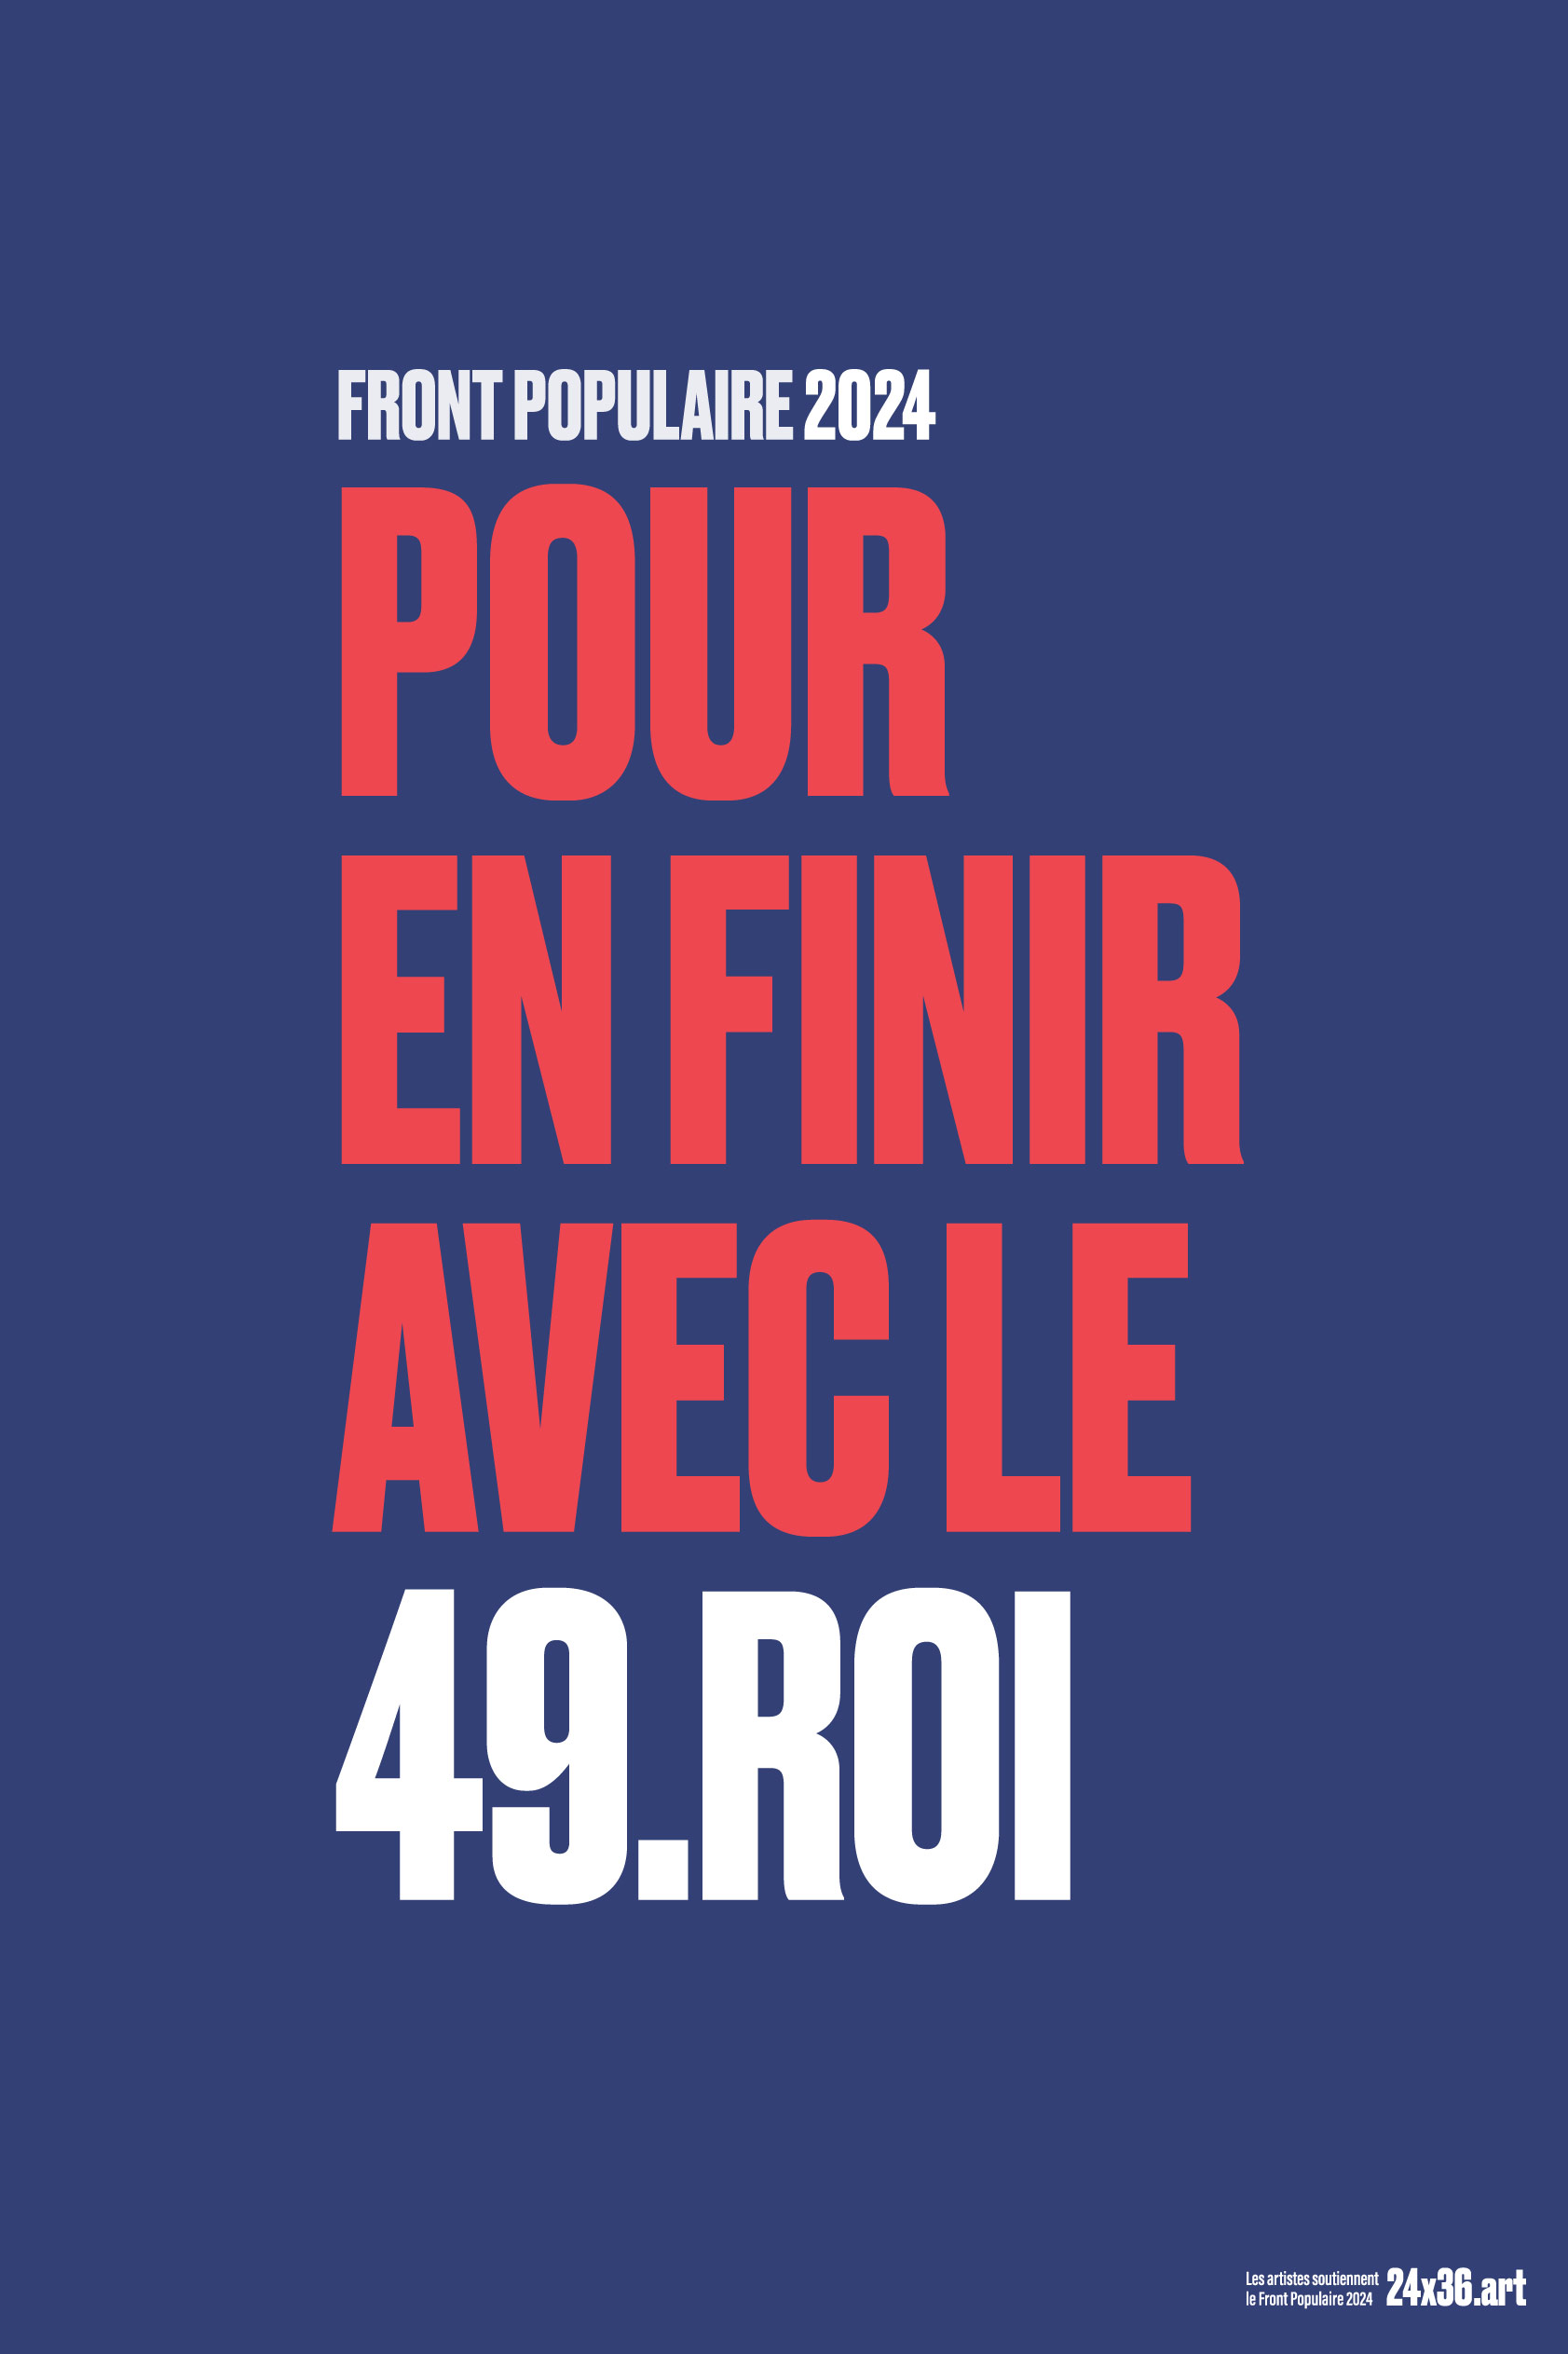 FRONT POPULAIRE 2024
POUR
EN FINIR
AVEC LE
49.ROI
Les artistes soutiennent
le Front Populaire 2024
24x36.art